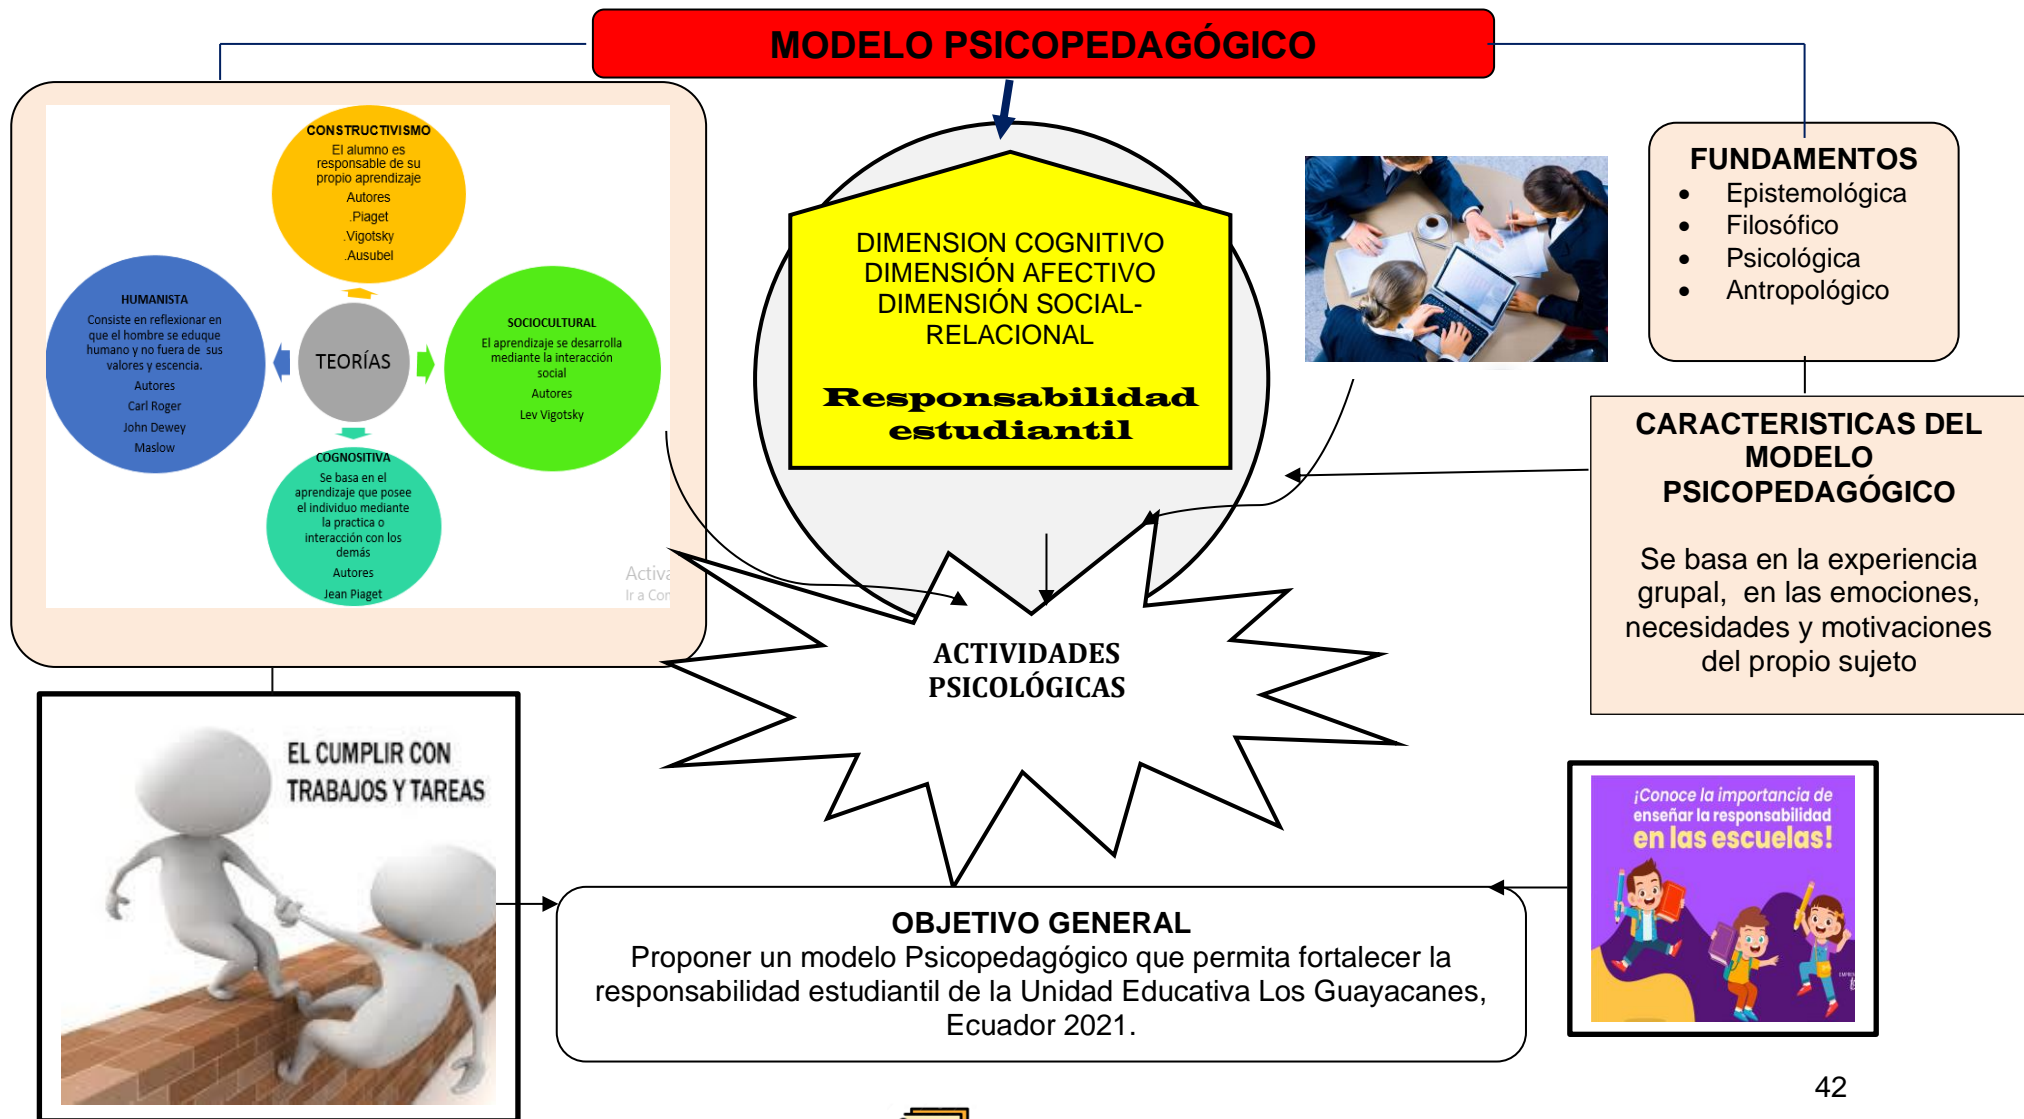 MODELO PSICOPEDAGÓGICO
CONSTRUCTIVISMO
El alumno es
responsable de su
propio aprendizaje
Autores
.Piaget
.Vigotsky
.Ausubel
HUMANISTA
Consiste en reflexionar en
que el hombre se eduque
humano y no fuera de sus
valores y escencia.
Autores
Carl Roger
John Dewey
Maslow
TEORÍAS
SOCIOCULTURAL
El aprendizaje se desarrolla
mediante la interacción
social
Autores
Lev Vigotsky
COGNOSITIVA
Se basa en el
aprendizaje que posee
el individuo mediante
la practica o
interacción con los
demás
Autores
Jean Piaget
Activa
Ir a Con
DIMENSION COGNITIVO
DIMENSIÓN AFECTIVO
DIMENSIÓN SOCIAL-
RELACIONAL
Responsabilidad
estudiantil
FUNDAMENTOS
• Epistemológica
• Filosófico
• Psicológica
• Antropológico
CARACTERISTICAS DEL
MODELO
PSICOPEDAGÓGICO
Se basa en la experiencia
grupal, en las emociones,
necesidades y motivaciones
del propio sujeto
ACTIVIDADES
PSICOLÓGICAS
EL CUMPLIR CON
TRABAJOS Y TAREAS
¡Conoce la importancia de
enseñar la responsabilidad
en las escuelas!
OBJETIVO GENERAL
Proponer un modelo Psicopedagógico que permita fortalecer la
responsabilidad estudiantil de la Unidad Educativa Los Guayacanes,
Ecuador 2021.
42